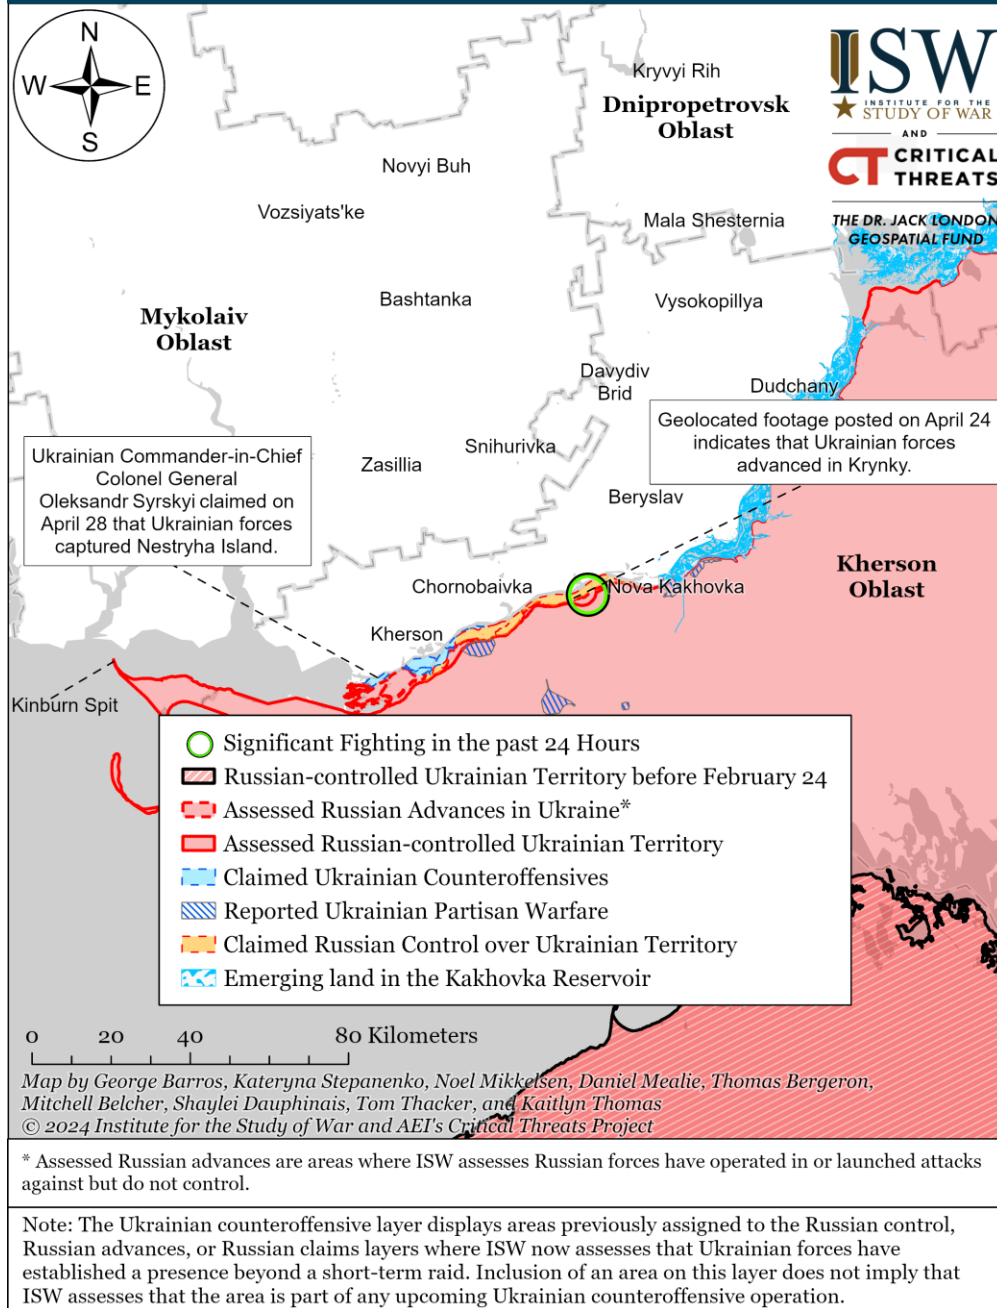 N
W
E
S
ISW
INSTITUTE FOR THE
STUDY OF WAR
AND
CT CRITICAL
THREATS
THE DR. JACK LONDON
GEOSPATIAL FUND
Kryvyi Rih
Dnipropetrovsk
Oblast
Novyi Buh
Vozsiyats'ke
Mala Shesternia
Bashtanka
Vysokopillya
Mykolaiv
Oblast
Davydiv
Brid
Dudchany
Geolocated footage posted on April 24
indicates that Ukrainian forces
advanced in Krynky.
Ukrainian Commander-in-Chief
Colonel General
Oleksandr Syrskyi claimed on
April 28 that Ukrainian forces
captured Nestryha Island.
Snihurivka
Zasillia
Beryslav
Kherson
Oblast
Chornobaivka
Nova Kakhovka
Kherson
Kinburn Spit
Significant Fighting in the past 24 Hours
Russian-controlled Ukrainian Territory before February 24
Assessed Russian Advances in Ukraine*
Assessed Russian-controlled Ukrainian Territory
Claimed Ukrainian Counteroffensives
Reported Ukrainian Partisan Warfare
Claimed Russian Control over Ukrainian Territory
Emerging land in the Kakhovka Reservoir
0 20 40 80 Kilometers
Map by George Barros, Kateryna Stepanenko, Noel Mikkelsen, Daniel Mealie, Thomas Bergeron,
Mitchell Belcher, Shaylei Dauphinais, Tom Thacker, and Kaitlyn Thomas
© 2024 Institute for the Study of War and AEI's Critical Threats Project
* Assessed Russian advances are areas where ISW assesses Russian forces have operated in or launched attacks
against but do not control.
Note: The Ukrainian counteroffensive layer displays areas previously assigned to the Russian control,
Russian advances, or Russian claims layers where ISW now assesses that Ukrainian forces have
established a presence beyond a short-term raid. Inclusion of an area on this layer does not imply that
ISW assesses that the area is part of any upcoming Ukrainian counteroffensive operation.